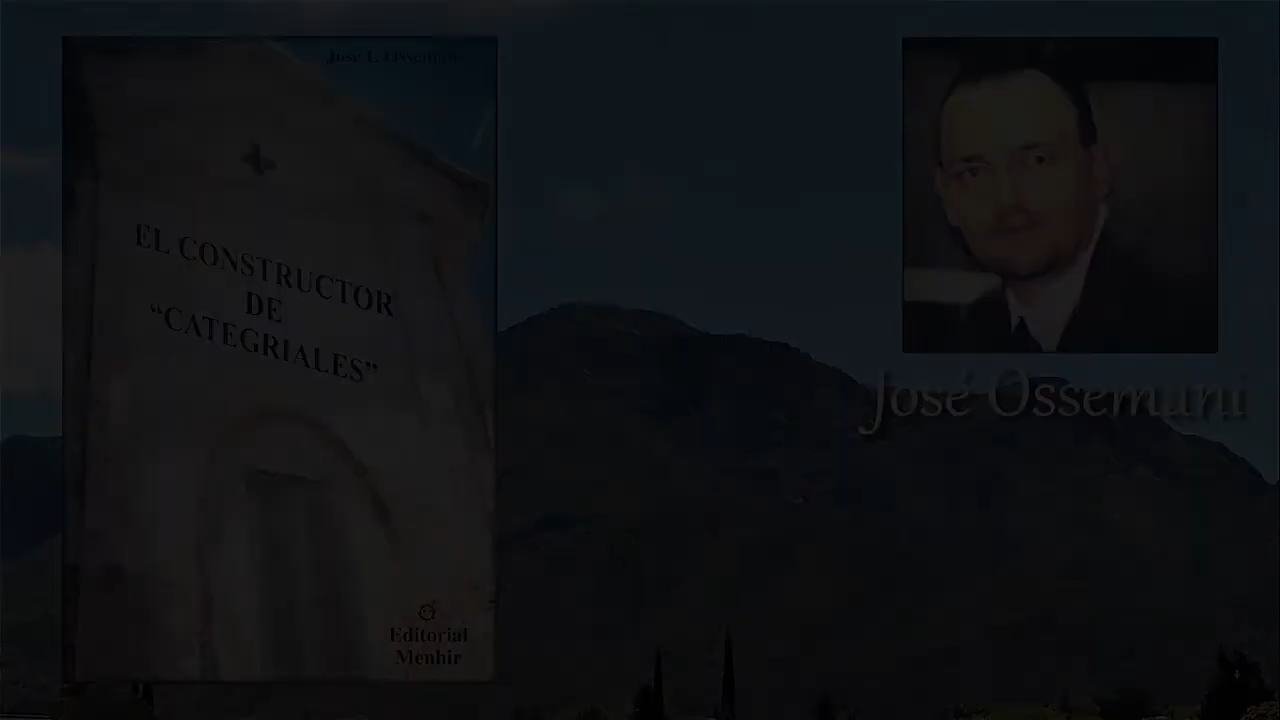 José L. Ossemani
EL CONSTRUCTOR
DE
“CATEGRIALES”
Editorial
Menhir
José Ossemani